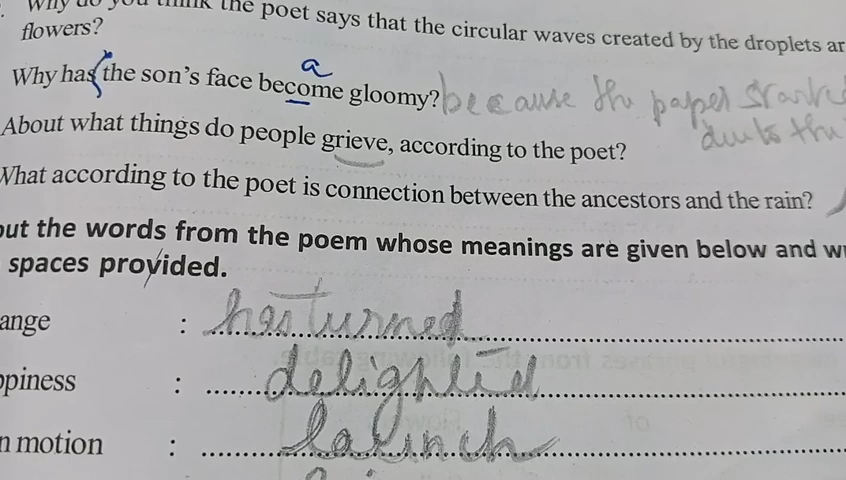 Why do you think the poet says that the circular waves created by the droplets ar
flowers?
a
Why has the son's face become gloomy? because the paper
due to the
About what things do people grieve, according to the poet?
What according to the poet is connection between the ancestors and the rain?
out the words from the poem whose meanings are given below and w
spaces provided.
ange : has turned
ppiness : delighted
n motion : launch